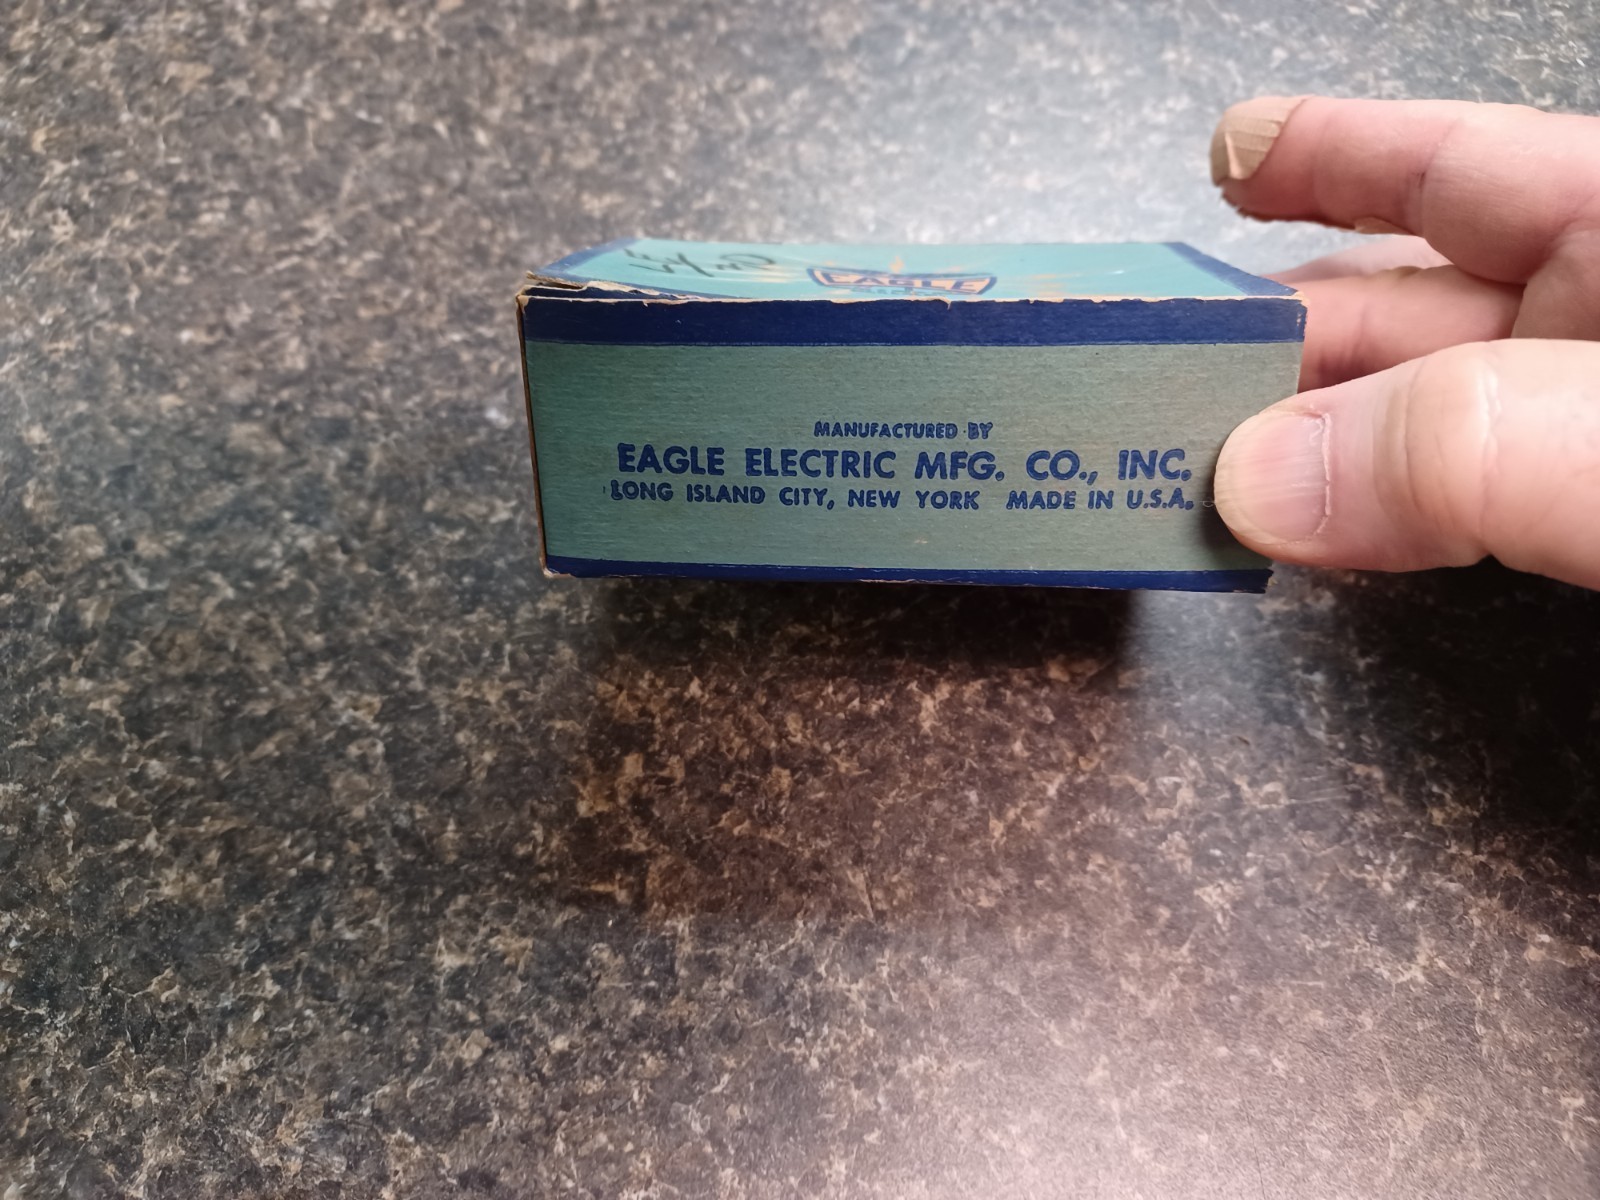 EAGLE
MANUFACTURED BY
EAGLE ELECTRIC MFG. CO., INC.
LONG ISLAND CITY, NEW YORK MADE IN U.S.A.